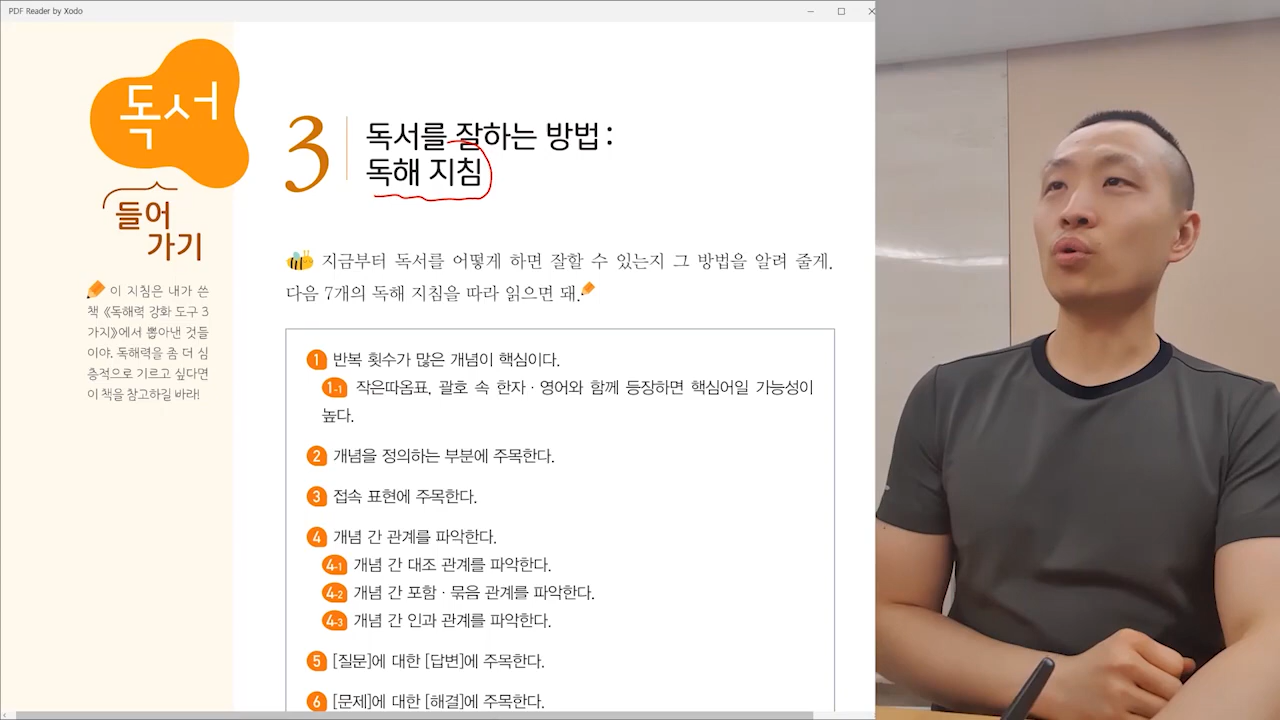 PDF Reader by Xodo
독서
들어
가기
이 지침은 내가 쓴
책 《독해력 강화 도구 3
가지》에서 뽑아낸 것들
이야. 독해력을 좀 더 심
층적으로 기르고 싶다면
이 책을 참고하길 바라!
3
독서를 잘하는 방법 :
독해 지침
지금부터 독서를 어떻게 하면 잘할 수 있는지 그 방법을 알려 줄게.
다음 7개의 독해 지침을 따라 읽으면 돼.
1 반복 횟수가 많은 개념이 핵심이다.
1-1 작은따옴표, 괄호 속 한자 · 영어와 함께 등장하면 핵심어일 가능성이
높다.
2 개념을 정의하는 부분에 주목한다.
3 접속 표현에 주목한다.
4 개념 간 관계를 파악한다.
4-1 개념 간 대조 관계를 파악한다.
4-2 개념 간 포함 · 묶음 관계를 파악한다.
4-3 개념 간 인과 관계를 파악한다.
5 [질문]에 대한 [답변]에 주목한다.
6 [문제]에 대한 [해결]에 주목한다.